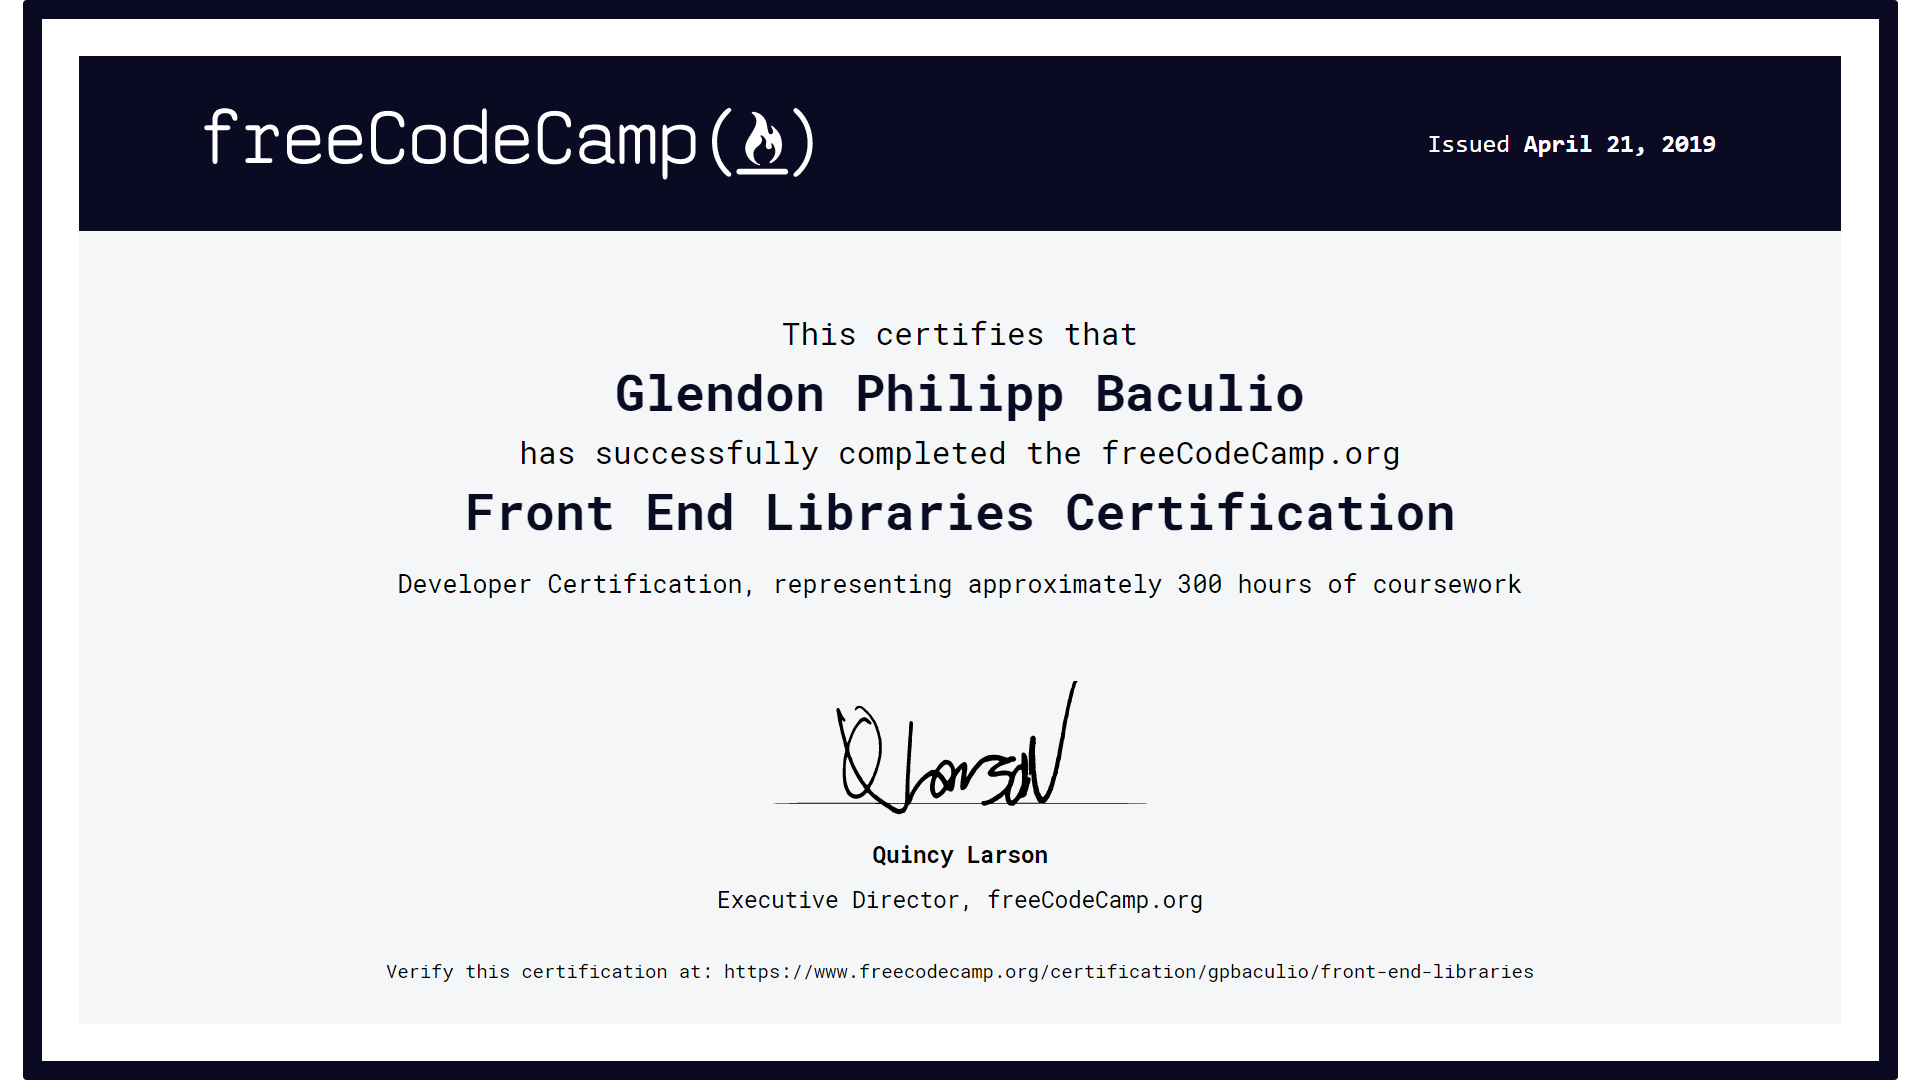 freeCodeCamp
Issued April 21, 2019
This certifies that
Glendon Philipp Baculio
has successfully completed the freeCodeCamp.org
Front End Libraries Certification
Developer Certification, representing approximately 300 hours of coursework
Q Larson
Quincy Larson
Executive Director, freeCodeCamp.org
Verify this certification at: https://www.freecodecamp.org/certification/gpbaculio/front-end-libraries